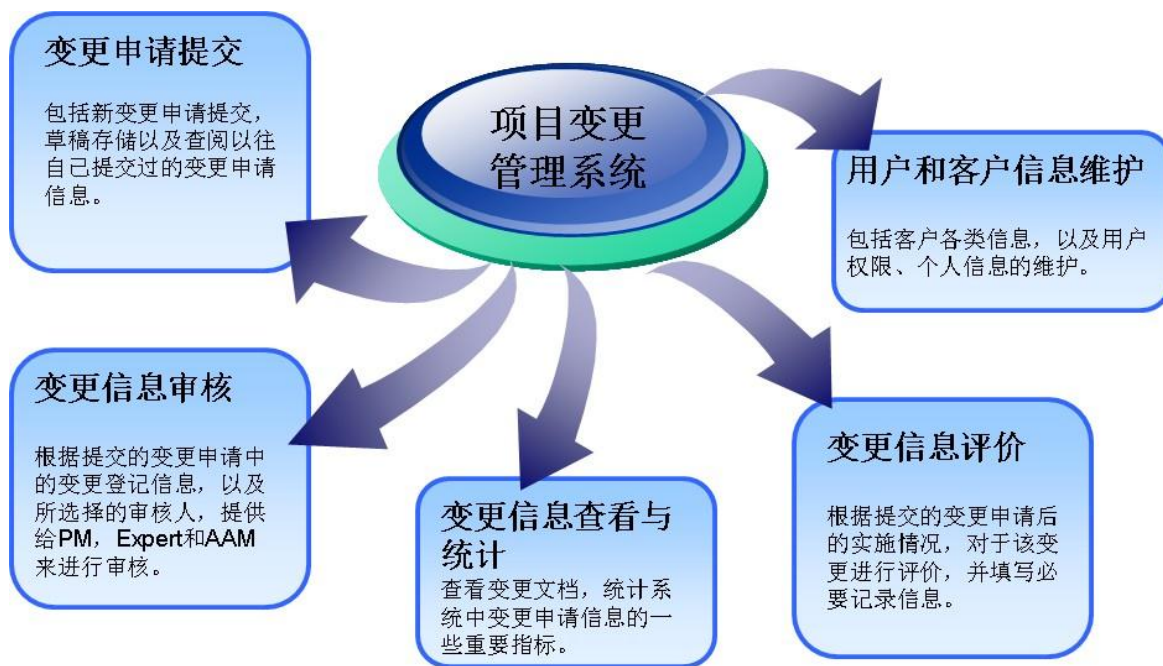 变更申请提交
包括新变更申请提交，
草稿存储以及查阅以往
自己提交过的变更申请
信息。
项目变更
管理系统
用户和客户信息维护
包括客户各类信息，以及用户
权限、个人信息的维护。
变更信息审核
根据提交的变更申请中
的变更登记信息，以及
所选择的审核人，提供
给PM，Expert和AAM
来进行审核。
变更信息查看与
统计
查看变更文档，统计系
统中变更申请信息的一
些重要指标。
变更信息评价
根据提交的变更申请后
的实施情况，对于该变
更进行评价，并填写必
要记录信息。